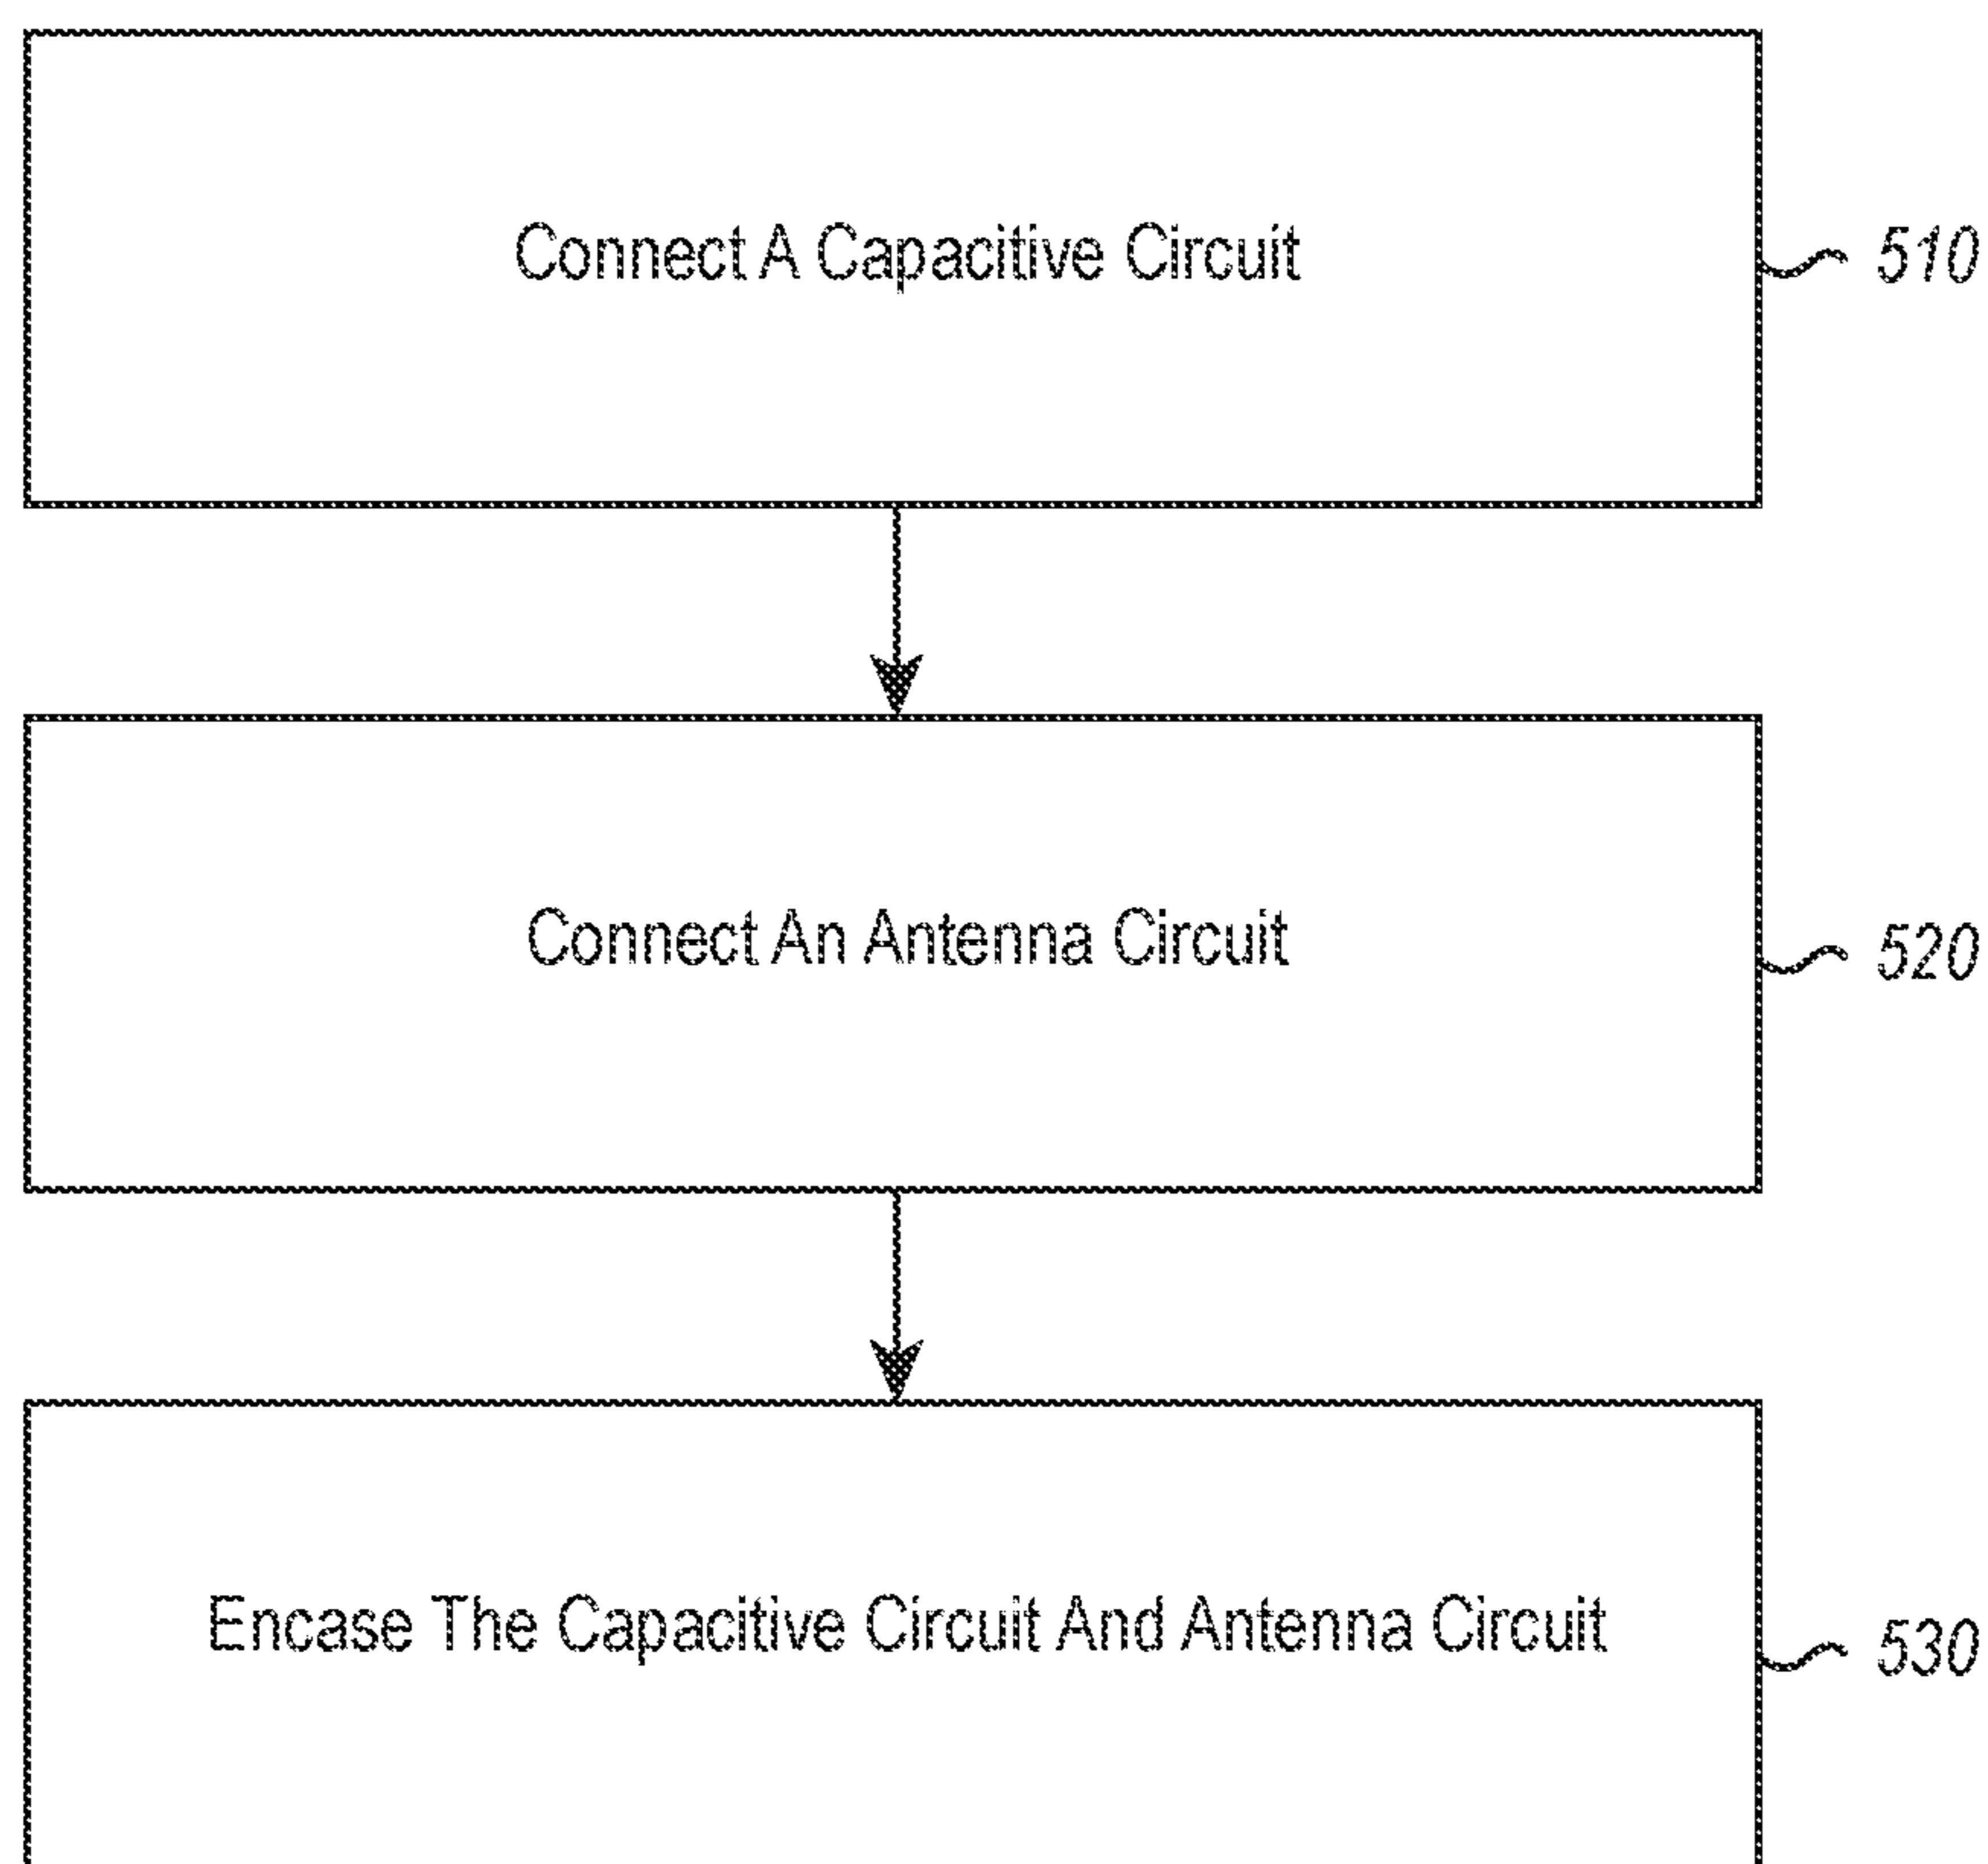 Connect A Capacitive Circuit
510
Connect An Antenna Circuit
520
Encase The Capacitive Circuit And Antenna Circuit
530